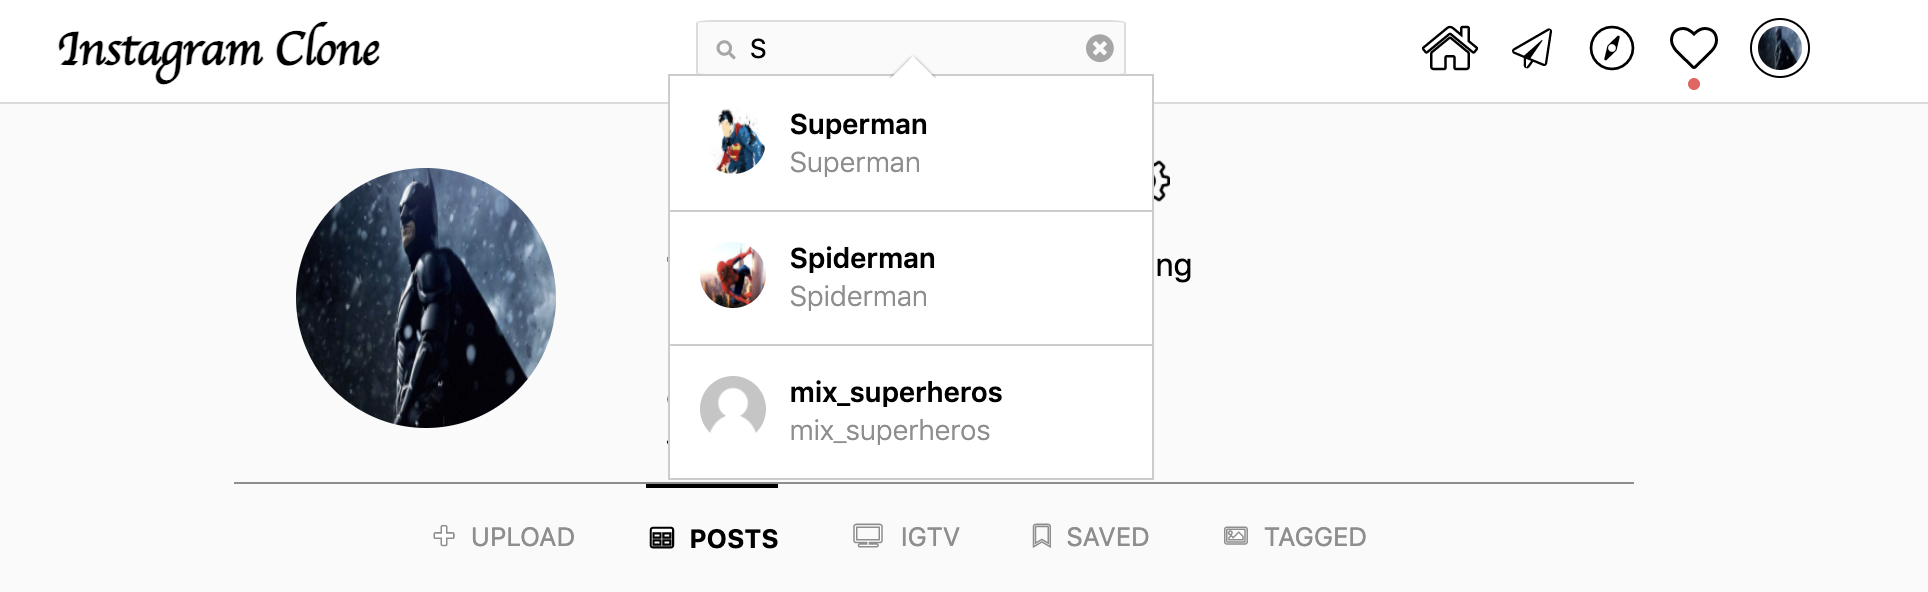 Instagram Clone
S
Superman
Superman
Spiderman
Spiderman
ng
mix_superheros
mix_superheros
UPLOAD
POSTS
IGTV
SAVED
TAGGED